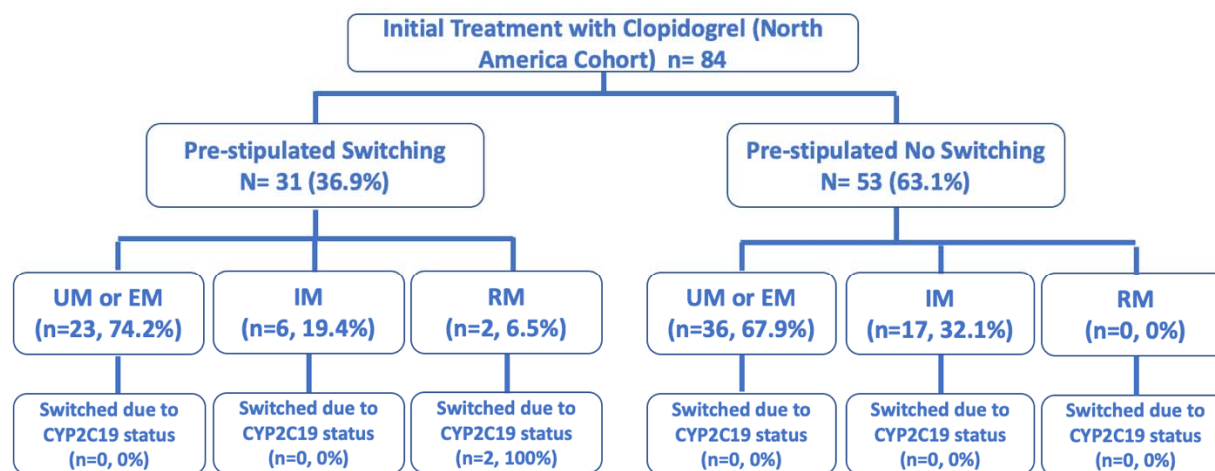 Initial Treatment with Clopidogrel (North
America Cohort)  n= 84
Pre-stipulated Switching
N= 31 (36.9%)
Pre-stipulated No Switching
N= 53 (63.1%)
UM or EM
(n=23, 74.2%)
IM
(n=6, 19.4%)
RM
(n=2, 6.5%)
UM or EM
(n=36, 67.9%)
IM
(n=17, 32.1%)
RM
(n=0, 0%)
Switched due to
CYP2C19 status
(n=0, 0%)
Switched due to
CYP2C19 status
(n=0, 0%)
Switched due to
CYP2C19 status
(n=2, 100%)
Switched due to
CYP2C19 status
(n=0, 0%)
Switched due to
CYP2C19 status
(n=0, 0%)
Switched due to
CYP2C19 status
(n=0, 0%)